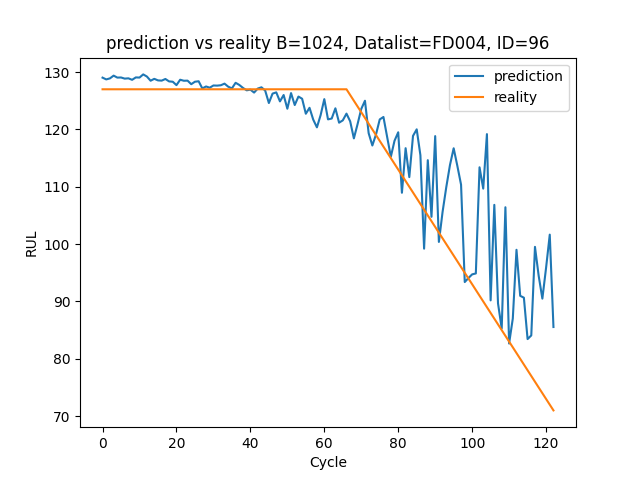 prediction vs reality B=1024, Datalist=FD004, ID=96
prediction
reality
130
120
110
100
90
80
70
RUL
0 20 40 60 80 100 120
Cycle